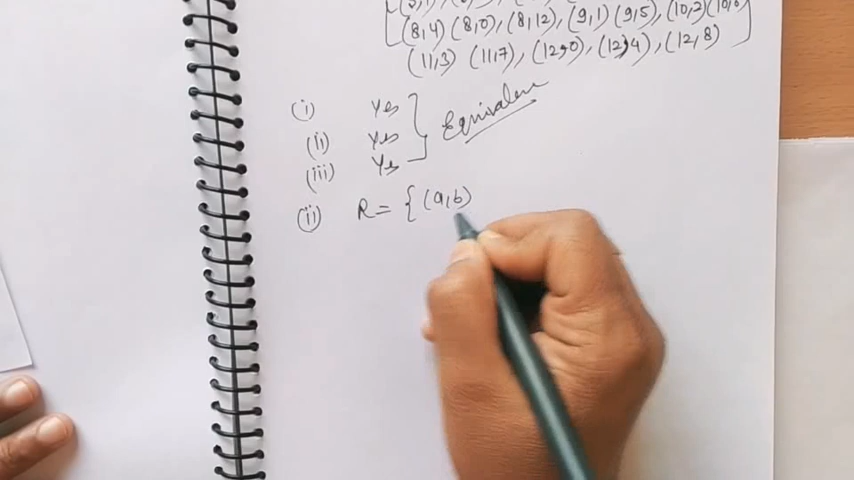 (8,4) (8,0), (8,12), (9,1) (9,5), (10,2) (10,6)
(11,3) (11,7), (12,0), (12,4), (12,8)
(i) Yes
(ii) Yes
(iii) Yes
Equivalence
(ii) R = { (a,b)